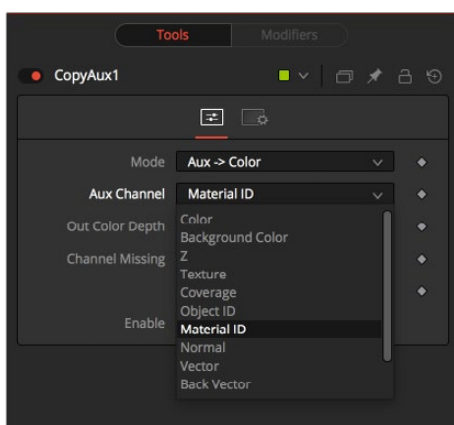 Tools Modifiers
CopyAux1
Mode Aux -> Color
Aux Channel Material ID
Out Color Depth Color
Background Color
Channel Missing Z
Texture
Coverage
Object ID
Enable Material ID
Normal
Vector
Back Vector